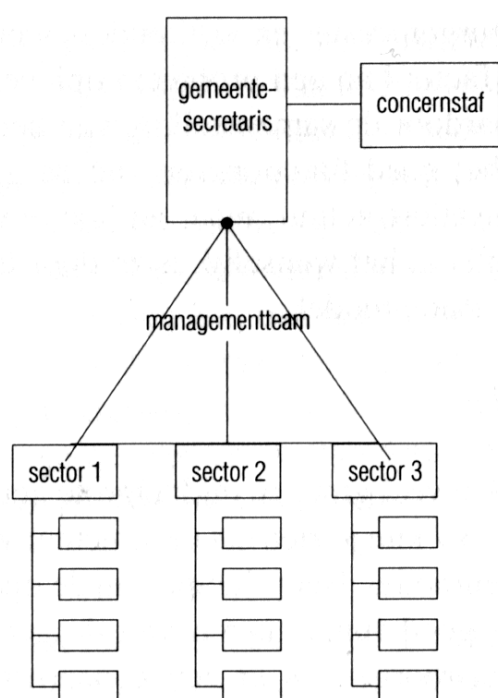 gemeente-
secretaris
concernstaf
managementteam
sector 1
sector 2
sector 3